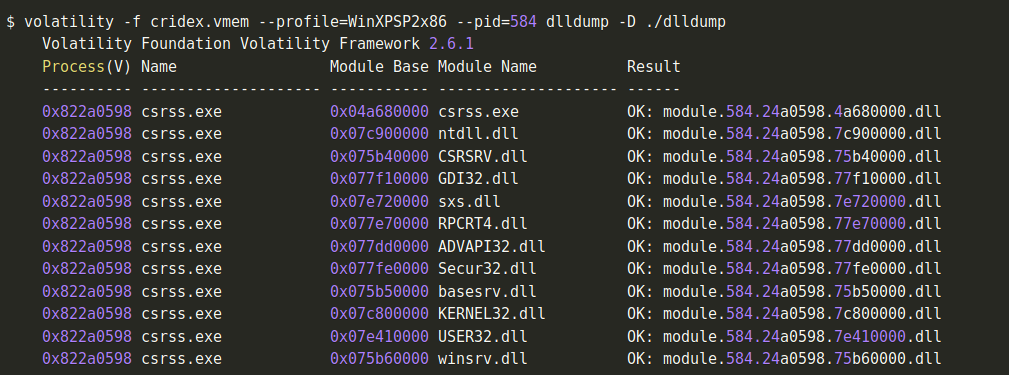 $ volatility -f cridex.vmem --profile=WinXPSP2x86 --pid=584 dlldump -D ./dlldump
Volatility Foundation Volatility Framework 2.6.1
Process(V) Name                 Module Base Module Name          Result
---------- -------------------- ----------- -------------------- ------
0x822a0598 csrss.exe            0x04a680000 csrss.exe            OK: module.584.24a0598.4a680000.dll
0x822a0598 csrss.exe            0x07c900000 ntdll.dll            OK: module.584.24a0598.7c900000.dll
0x822a0598 csrss.exe            0x075b40000 CSRSRV.dll           OK: module.584.24a0598.75b40000.dll
0x822a0598 csrss.exe            0x077f10000 GDI32.dll            OK: module.584.24a0598.77f10000.dll
0x822a0598 csrss.exe            0x07e720000 sxs.dll              OK: module.584.24a0598.7e720000.dll
0x822a0598 csrss.exe            0x077e70000 RPCRT4.dll           OK: module.584.24a0598.77e70000.dll
0x822a0598 csrss.exe            0x077dd0000 ADVAPI32.dll         OK: module.584.24a0598.77dd0000.dll
0x822a0598 csrss.exe            0x077fe0000 Secur32.dll          OK: module.584.24a0598.77fe0000.dll
0x822a0598 csrss.exe            0x075b50000 basesrv.dll          OK: module.584.24a0598.75b50000.dll
0x822a0598 csrss.exe            0x07c800000 KERNEL32.dll         OK: module.584.24a0598.7c800000.dll
0x822a0598 csrss.exe            0x07e410000 USER32.dll           OK: module.584.24a0598.7e410000.dll
0x822a0598 csrss.exe            0x075b60000 winsrv.dll           OK: module.584.24a0598.75b60000.dll